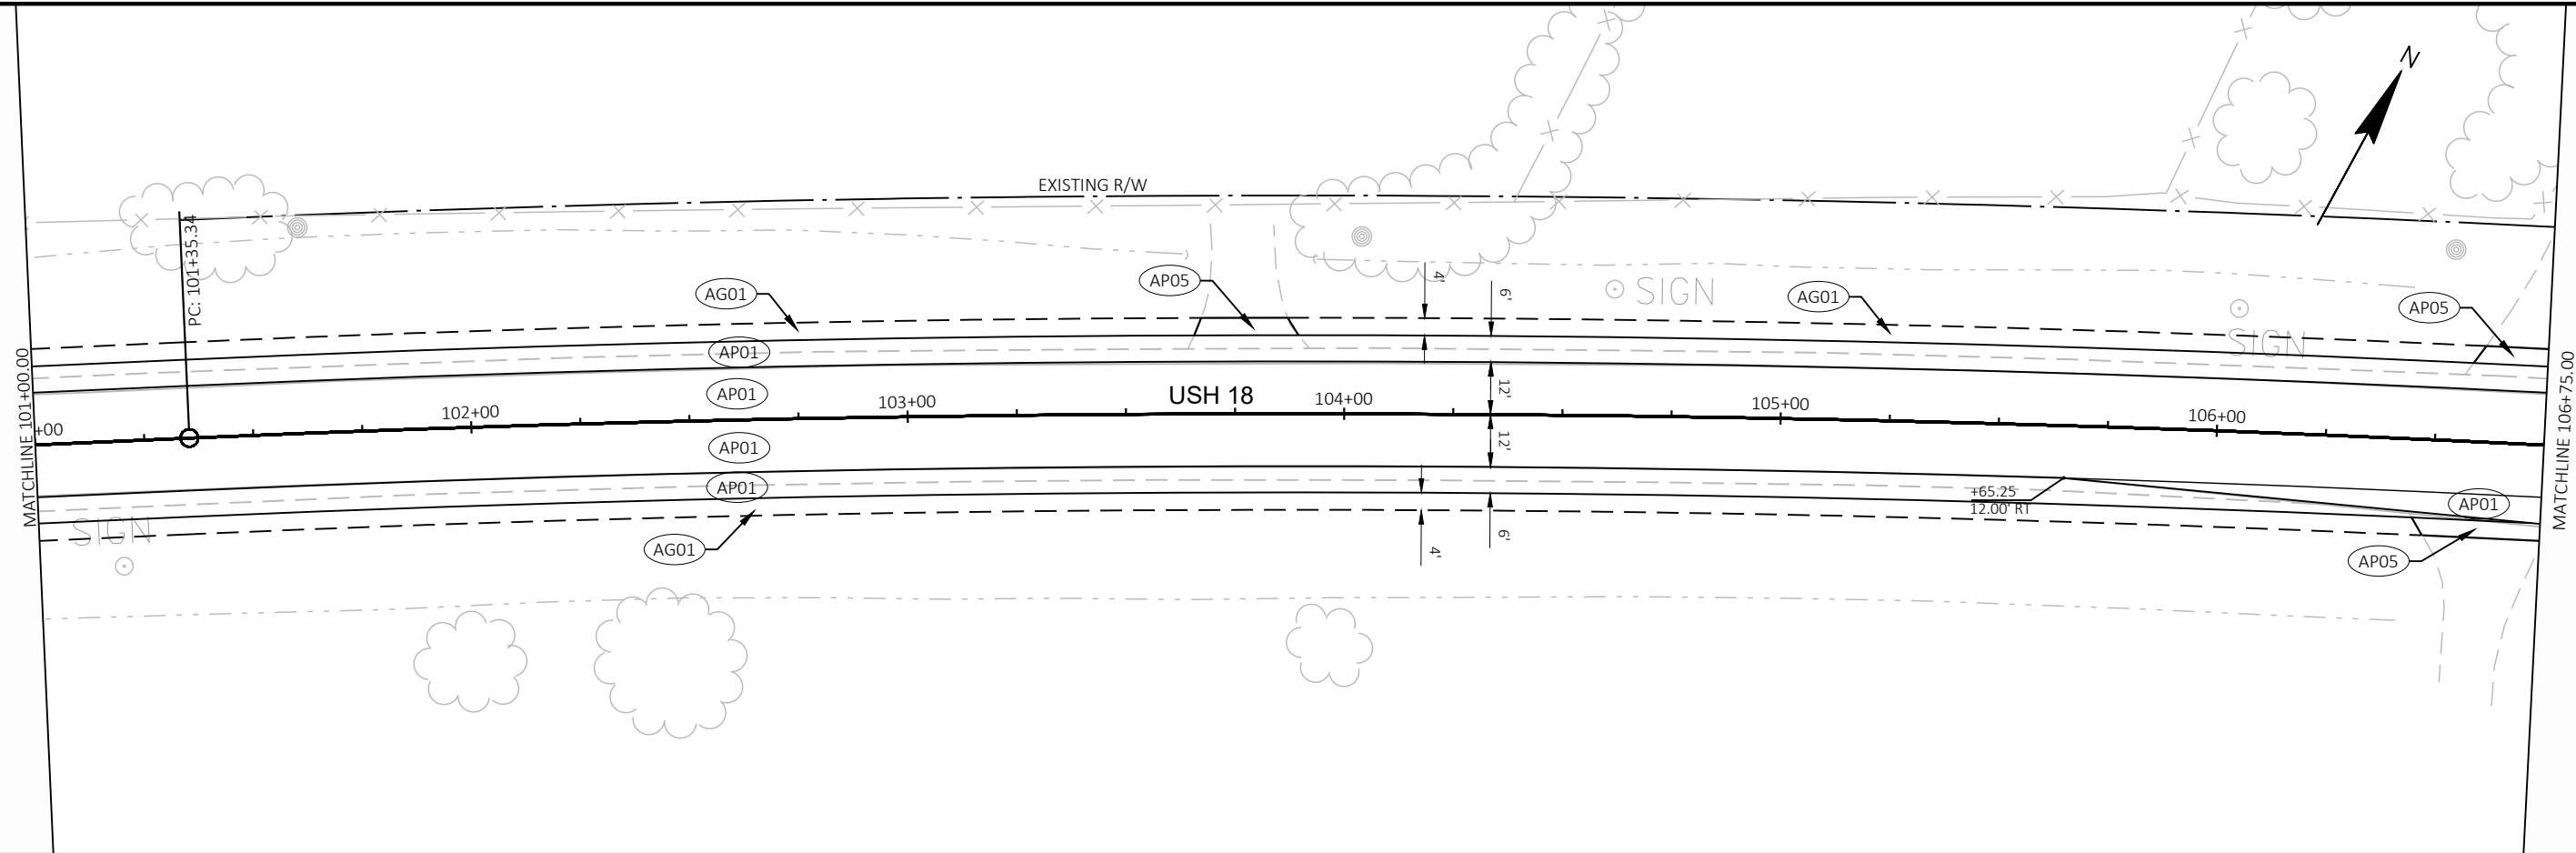 N
EXISTING R/W
PC: 101+35.34
AG01
AP05
4'
6'
SIGN
AG01
AP05
SIGN
AP01
MATCHLINE 101+00.00
MATCHLINE 106+75.00
AP01
12'
USH 18
+00
102+00
103+00
104+00
105+00
106+00
12'
AP01
AP01
+65.25
12.00' RT
AP01
SIGN
AG01
4'
6'
AP05